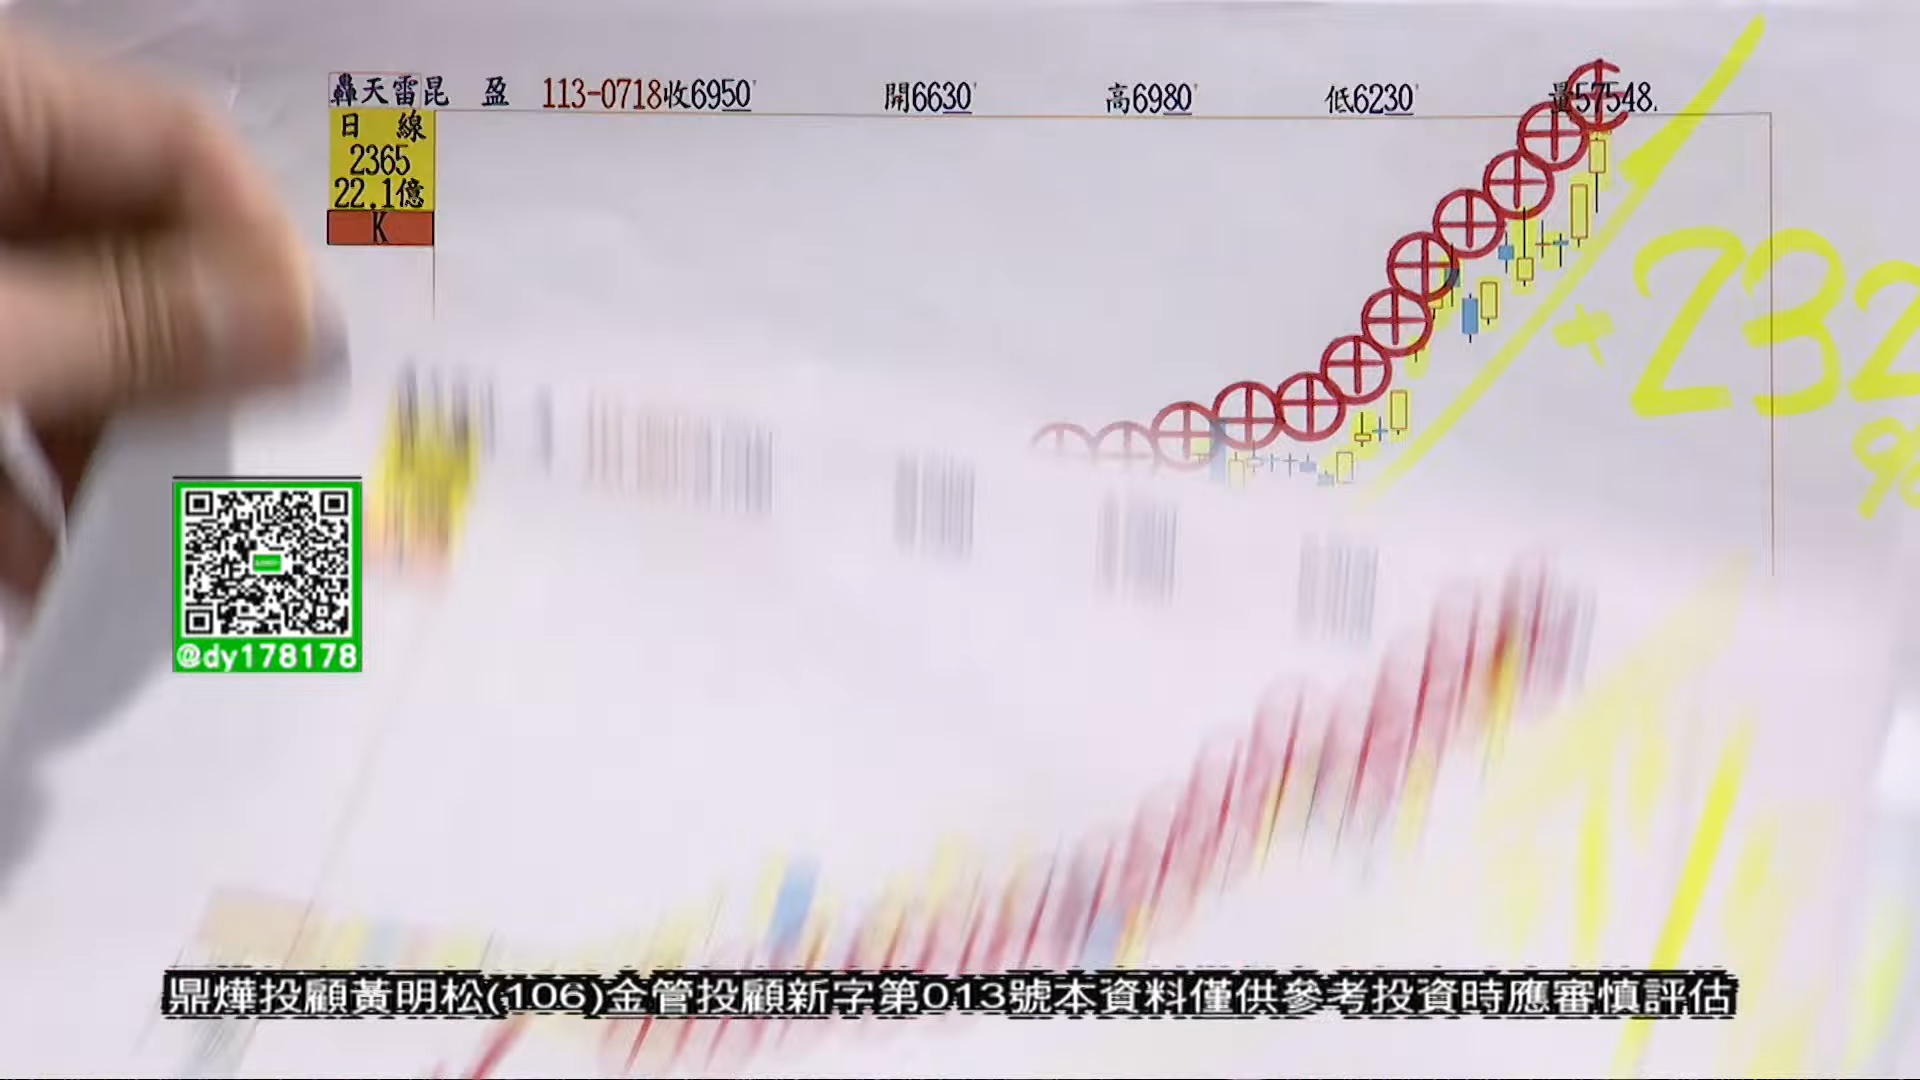 轟天雷昆 盈 113-0718收6950 開6630 高6980 低6230 量57548
日 線
2365
22.1億
K
+232
%
@dy178178
鼎燁投顧黃明松(106)金管投顧新字第013號本資料僅供參考投資時應審慎評估